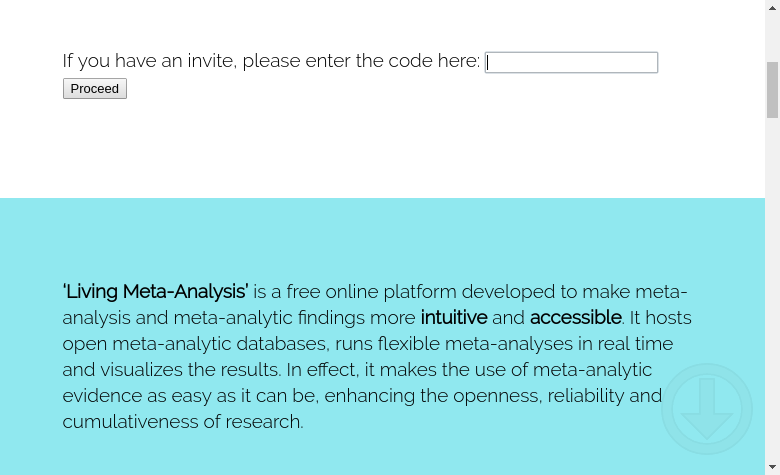 If you have an invite, please enter the code here:
Proceed
‘Living Meta-Analysis’ is a free online platform developed to make meta-
analysis and meta-analytic findings more intuitive and accessible. It hosts
open meta-analytic databases, runs flexible meta-analyses in real time
and visualizes the results. In effect, it makes the use of meta-analytic
evidence as easy as it can be, enhancing the openness, reliability and
cumulativeness of research.